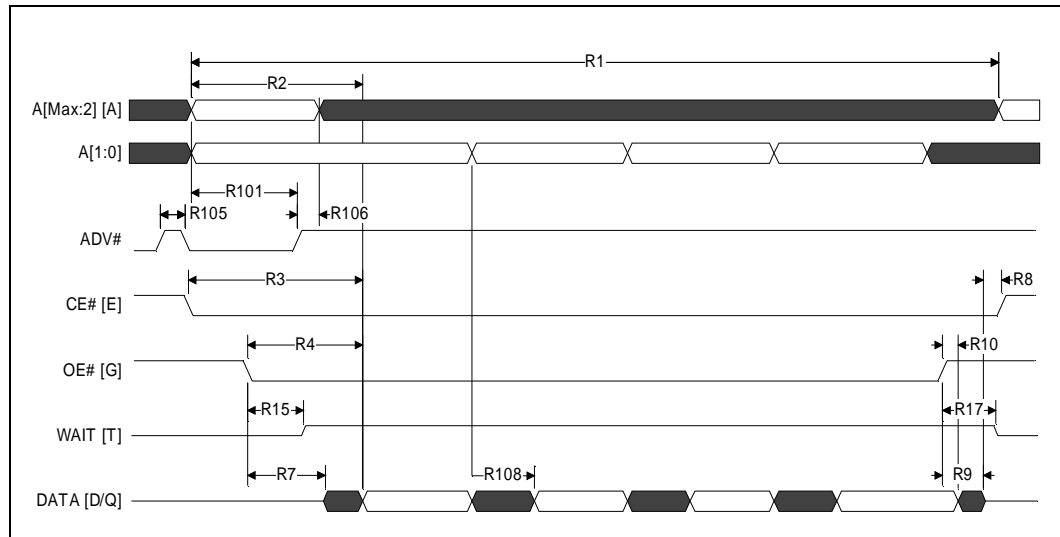 R1
R2
A[Max:2] [A]
A[1:0]
R101
R105
R106
ADV#
R3
R8
CE# [E]
R4
R10
OE# [G]
R15
R17
WAIT [T]
R7
R108
R9
DATA [D/Q]